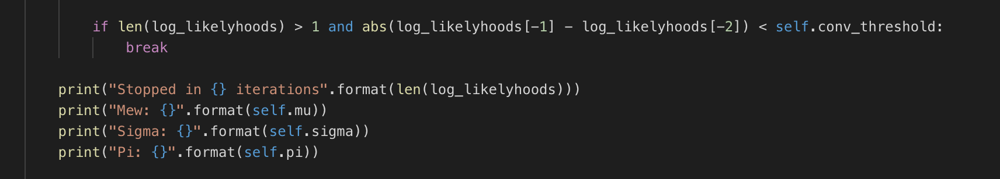 if len(log_likelyhoods) > 1 and abs(log_likelyhoods[-1] - log_likelyhoods[-2]) < self.conv_threshold:
break
print("Stopped in {} iterations".format(len(log_likelyhoods)))
print("Mew: {}".format(self.mu))
print("Sigma: {}".format(self.sigma))
print("Pi: {}".format(self.pi))